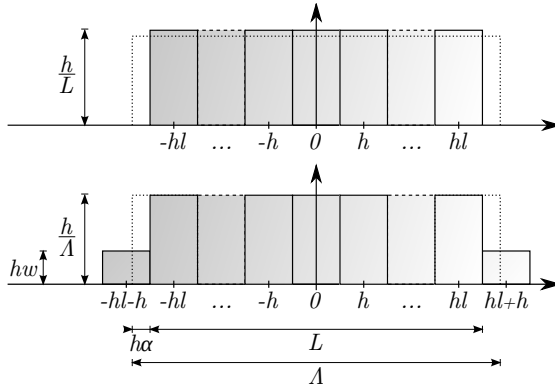 h/L
-hl ... -h 0 h ... hl
h/Λ
hw
-hl-h -hl ... -h 0 h ... hl hl+h
hα L
Λ